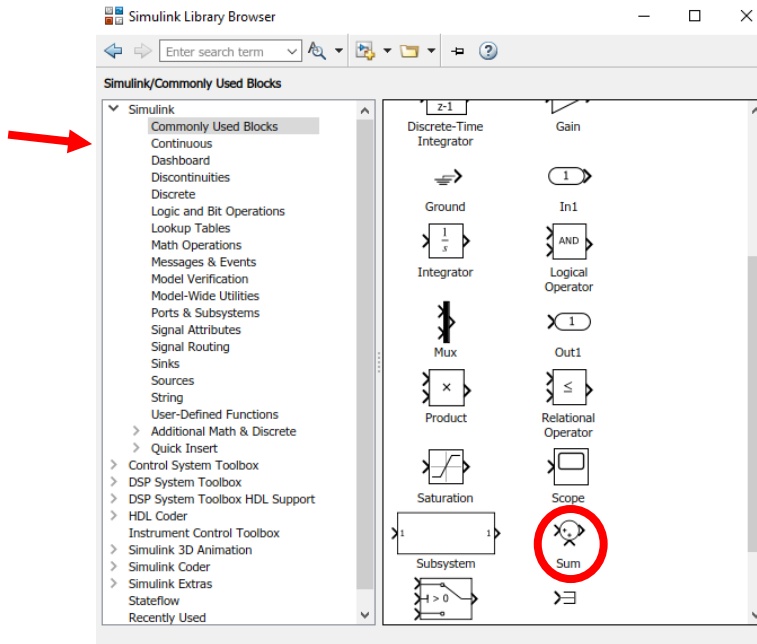 Simulink Library Browser
Enter search term
Simulink/Commonly Used Blocks
Simulink
Commonly Used Blocks
Continuous
Dashboard
Discontinuities
Discrete
Logic and Bit Operations
Lookup Tables
Math Operations
Messages & Events
Model Verification
Model-Wide Utilities
Ports & Subsystems
Signal Attributes
Signal Routing
Sinks
Sources
String
User-Defined Functions
Additional Math & Discrete
Quick Insert
Control System Toolbox
DSP System Toolbox
DSP System Toolbox HDL Support
HDL Coder
Instrument Control Toolbox
Simulink 3D Animation
Simulink Coder
Simulink Extras
Stateflow
Recently Used
z-1
Discrete-Time
Integrator
Gain
Ground
1
In1
1
s
Integrator
AND
Logical
Operator
Mux
1
Out1
×
Product
≤
Relational
Operator
Saturation
Scope
1 1
Subsystem
+
+
Sum
> 0